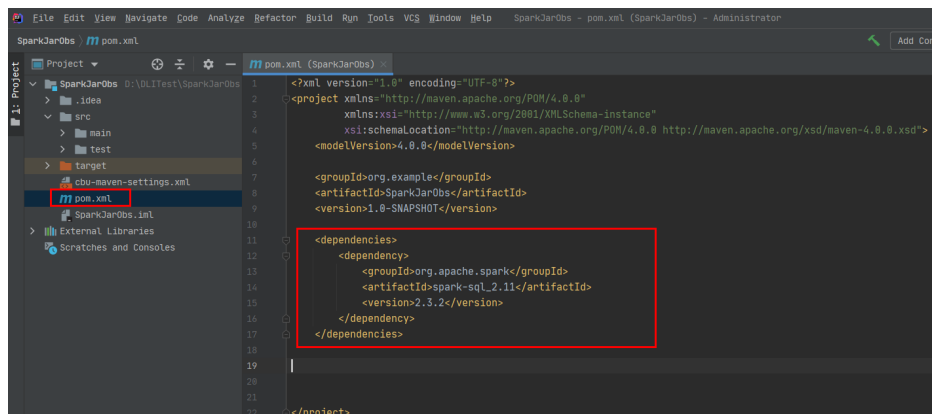 File Edit View Navigate Code Analyze Refactor Build Run Tools VCS Window Help SparkJarObs - pom.xml (SparkJarObs) - Administrator
SparkJarObs pom.xml
Add Con
1: Project
Project
SparkJarObs D:\DLITest\SparkJarObs
.idea
src
main
test
target
cbu-maven-settings.xml
pom.xml
SparkJarObs.iml
External Libraries
Scratches and Consoles
pom.xml (SparkJarObs)
1 <?xml version="1.0" encoding="UTF-8"?>
2 <project xmlns="http://maven.apache.org/POM/4.0.0"
3 xmlns:xsi="http://www.w3.org/2001/XMLSchema-instance"
4 xsi:schemaLocation="http://maven.apache.org/POM/4.0.0 http://maven.apache.org/xsd/maven-4.0.0.xsd">
5 <modelVersion>4.0.0</modelVersion>
6
7 <groupId>org.example</groupId>
8 <artifactId>SparkJarObs</artifactId>
9 <version>1.0-SNAPSHOT</version>
10
11 <dependencies>
12 <dependency>
13 <groupId>org.apache.spark</groupId>
14 <artifactId>spark-sql_2.11</artifactId>
15 <version>2.3.2</version>
16 </dependency>
17 </dependencies>
18
19
20
21
22 </project>